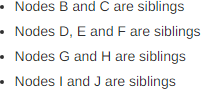 • Nodes B and C are siblings
• Nodes D, E and F are siblings
• Nodes G and H are siblings
• Nodes I and J are siblings